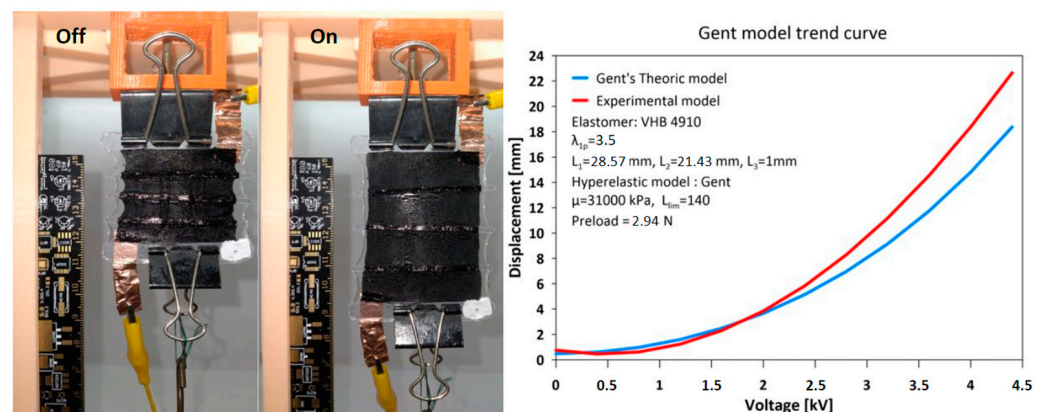 Off
On
Gent model trend curve
Gent's Theoric model
Experimental model
Elastomer: VHB 4910
λ1p=3.5
L1=28.57 mm, L2=21.43 mm, L3=1mm
Hyperelastic model : Gent
μ=31000 kPa, Llim=140
Preload = 2.94 N
Displacement [mm]
24
22
20
18
16
14
12
10
8
6
4
2
0
0 0.5 1 1.5 2 2.5 3 3.5 4 4.5
Voltage [kV]